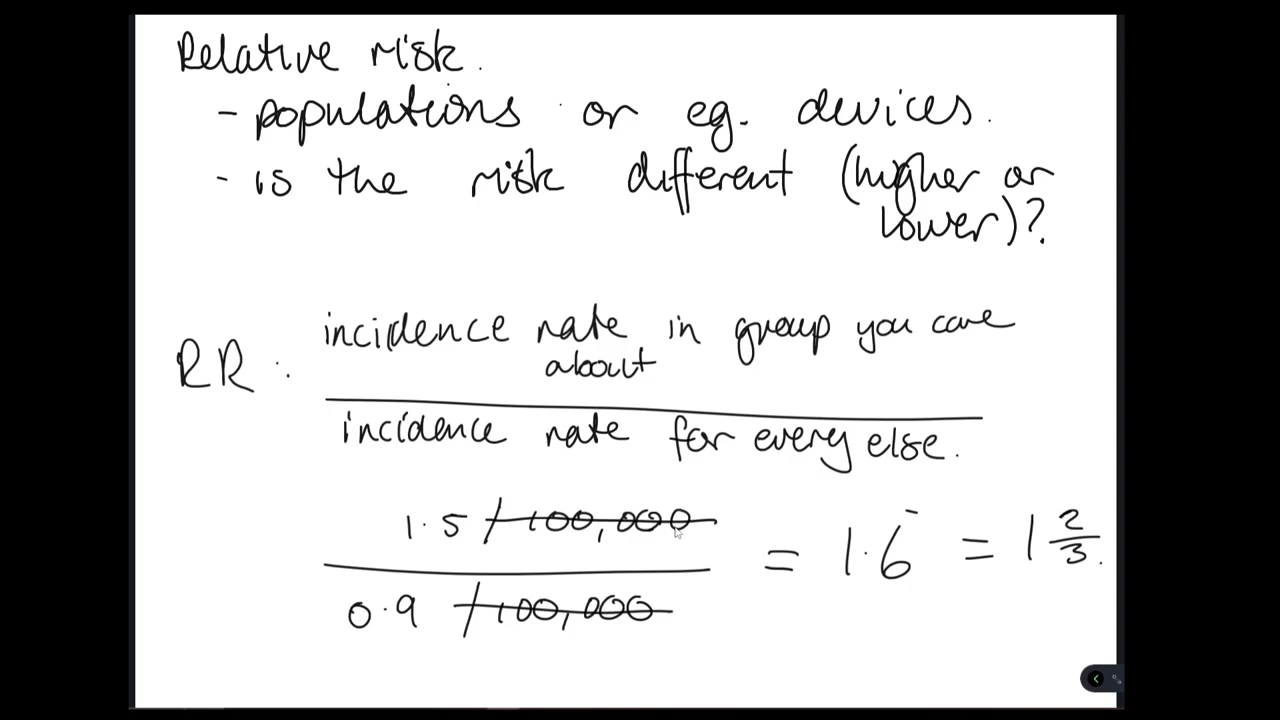 Relative risk.
- populations or eg. devices.
- is the risk different (higher or
lower)?
RR: incidence rate in group you care
about
incidence rate for every else.
1.5 /100,000
0.9 /100,000
= 1.6̄ = 1 2/3.